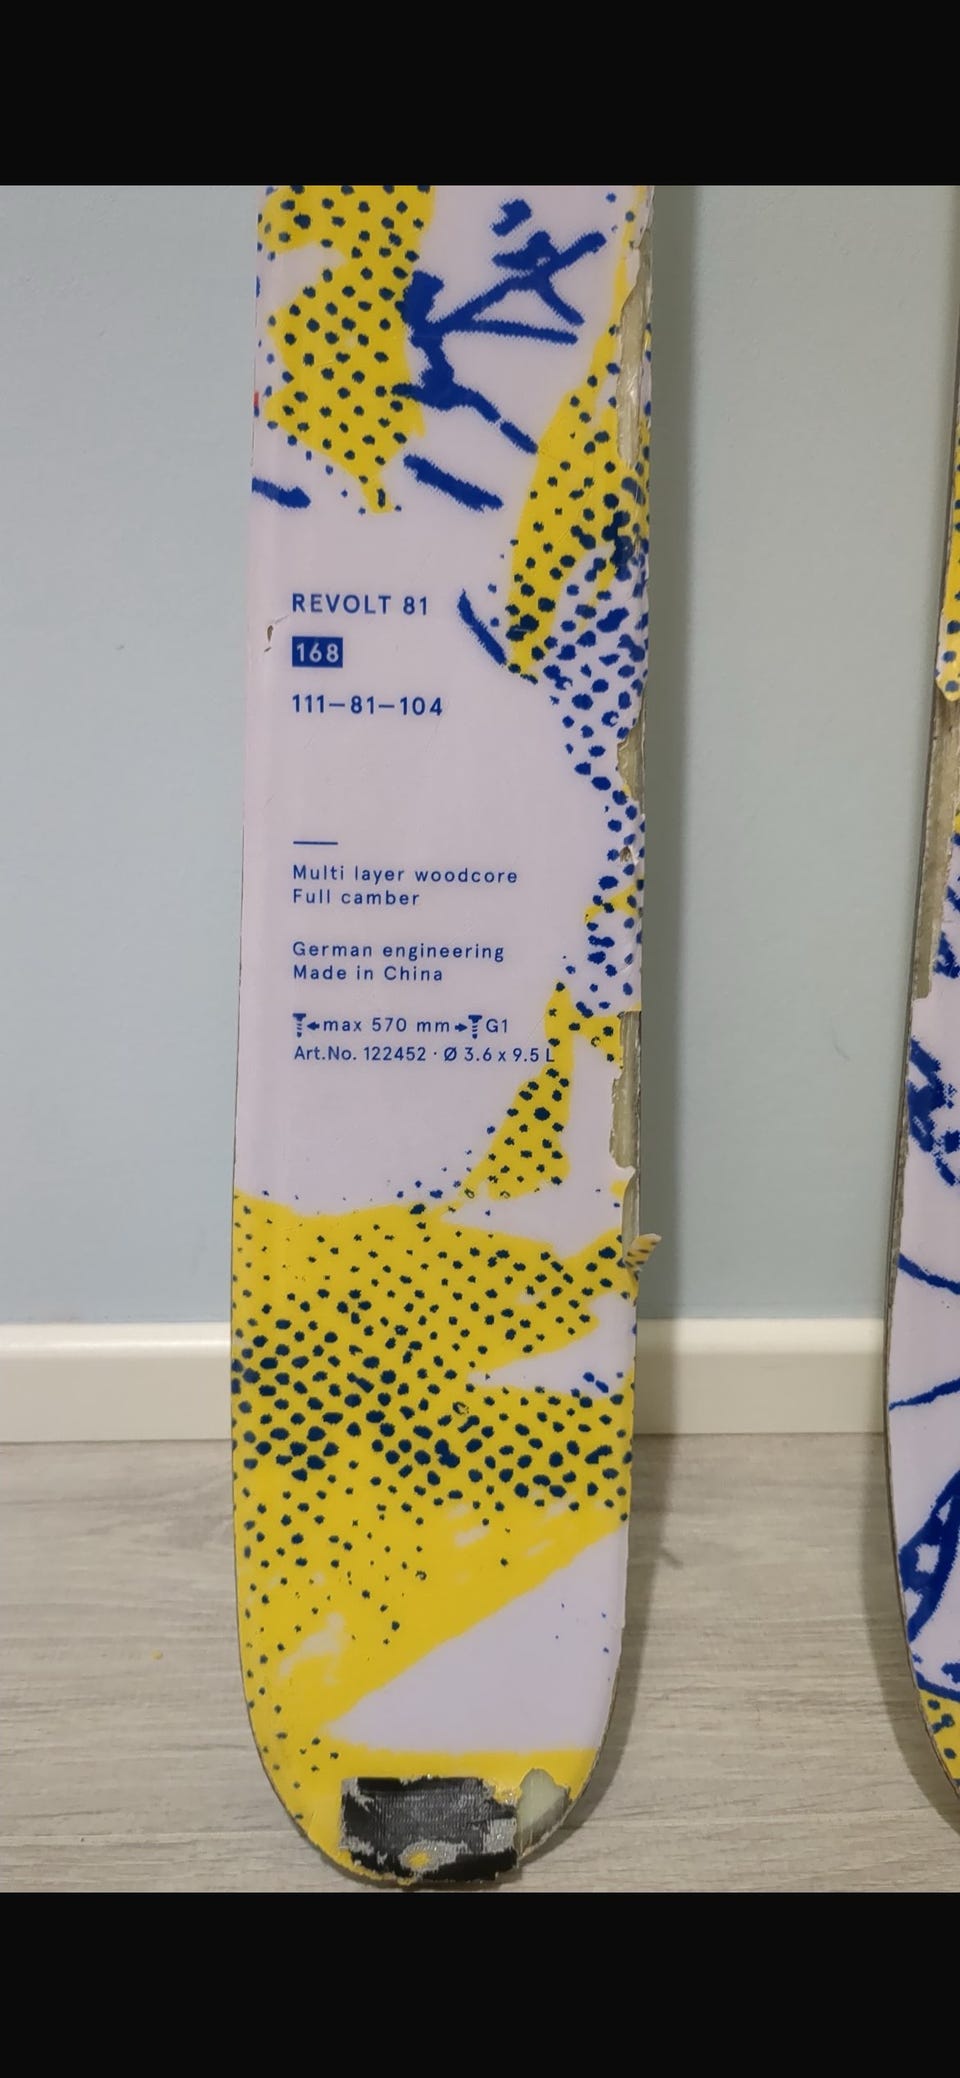 REVOLT 81
168
111–81–104
Multi layer woodcore
Full camber
German engineering
Made in China
max 570 mm G1
Art.No. 122452 · Ø 3.6 x 9.5 L